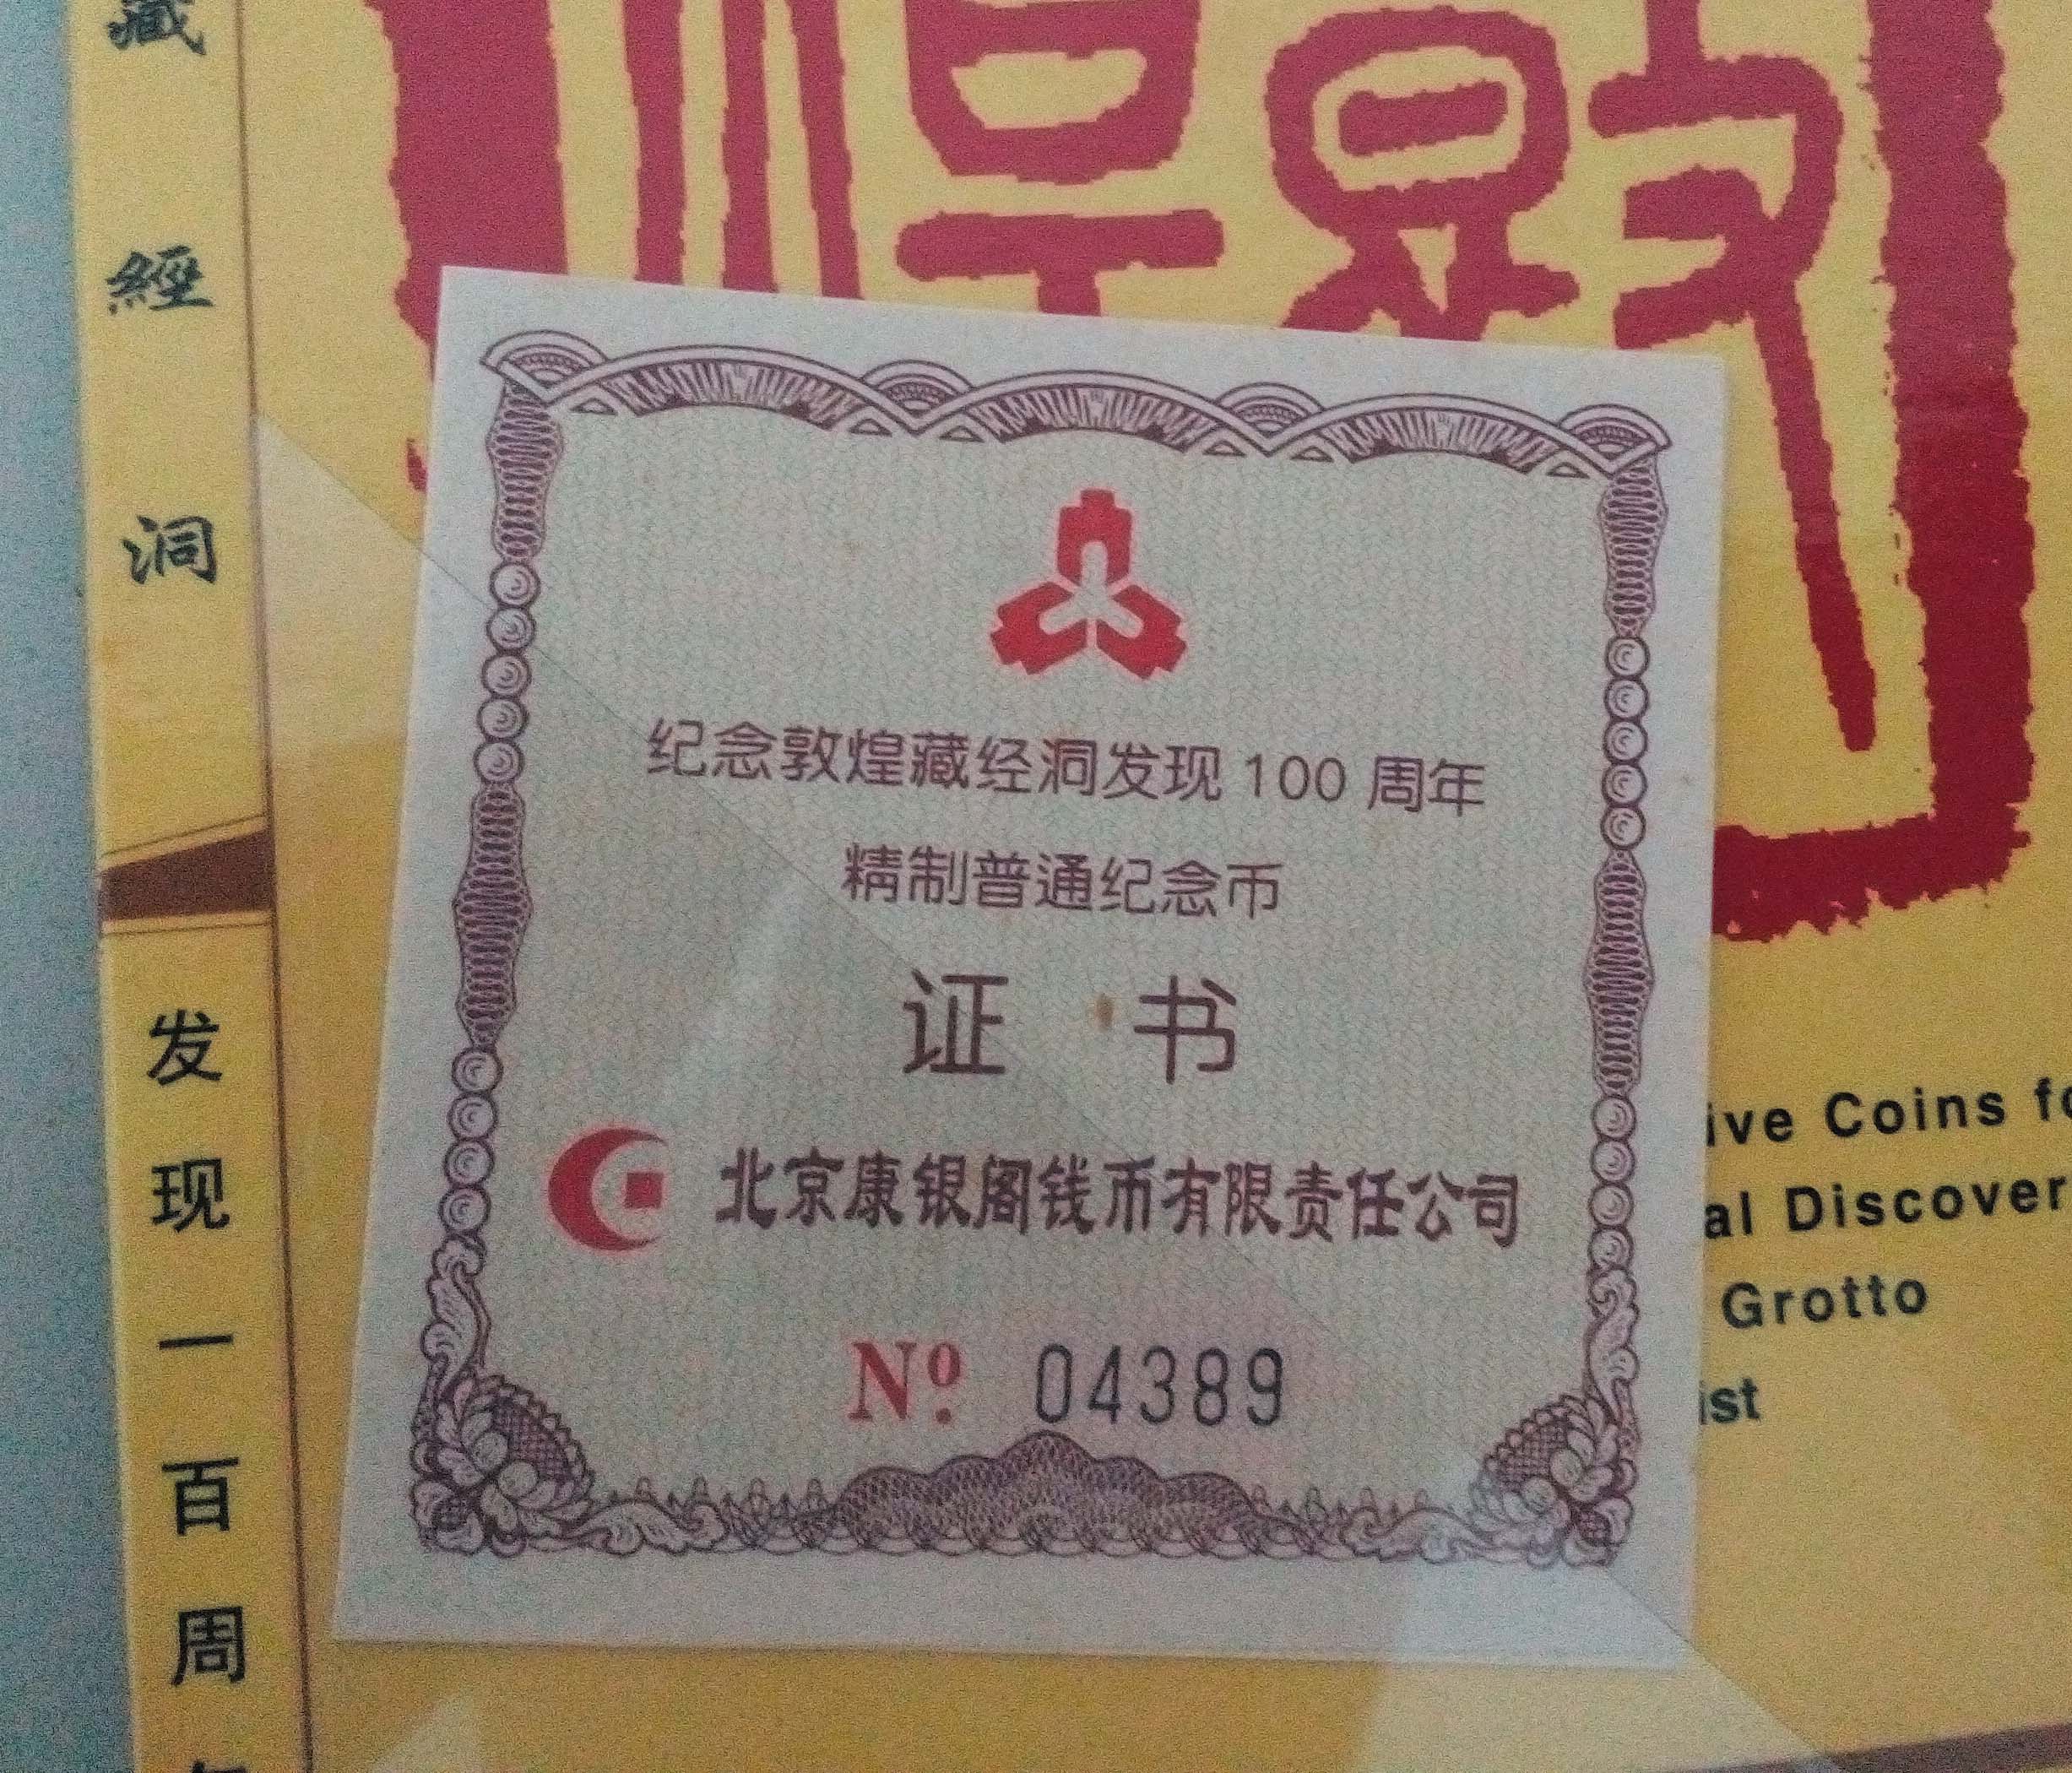 藏經洞
发现一百周
敦煌
纪念敦煌藏经洞发现 100 周年
精制普通纪念币
证 书
北京康银阁钱币有限责任公司
Nº. 04389
ive Coins fo
al Discover
Grotto
ist